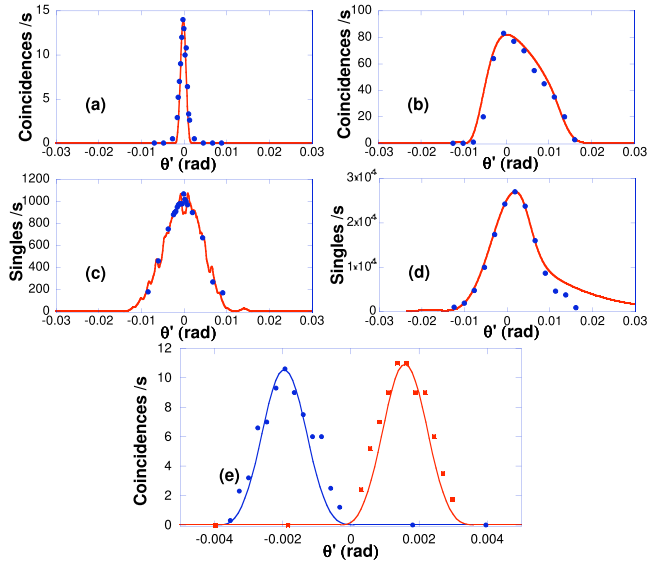 15
10
5
0
Coincidences /s
(a)
-0.03 -0.02 -0.01 0 0.01 0.02 0.03
θ' (rad)
100
80
60
40
20
0
Coincidences /s
(b)
-0.03 -0.02 -0.01 0 0.01 0.02 0.03
θ' (rad)
1200
1000
800
600
400
200
0
Singles /s
(c)
-0.03 -0.02 -0.01 0 0.01 0.02 0.03
θ' (rad)
3x10⁴
2x10⁴
1x10⁴
0
Singles /s
(d)
-0.03 -0.02 -0.01 0 0.01 0.02 0.03
θ' (rad)
12
10
8
6
4
2
0
Coincidences /s
(e)
-0.004 -0.002 0 0.002 0.004
θ' (rad)